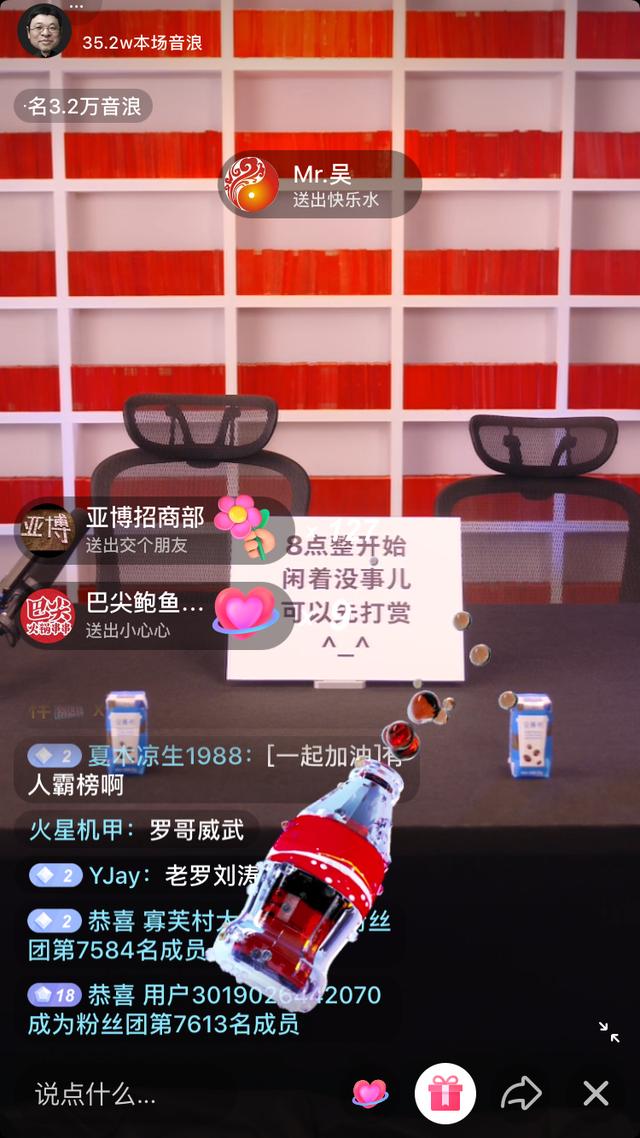 35.2w本场音浪
·名3.2万音浪
Mr.吴
送出快乐水
亚博
亚博招商部
送出交个朋友
巴尖
火锅
巴尖鲍鱼...
送出小心心
8点整开始
闲着没事儿
可以先打赏
^_^
2 夏木凉生1988：[一起加油]有
人霸榜啊
火星机甲：罗哥威武
2 YJay：老罗刘涛
2 恭喜 寡芙村大
丝
团第7584名成员
18 恭喜 用户3019026442070
成为粉丝团第7613名成员
说点什么...